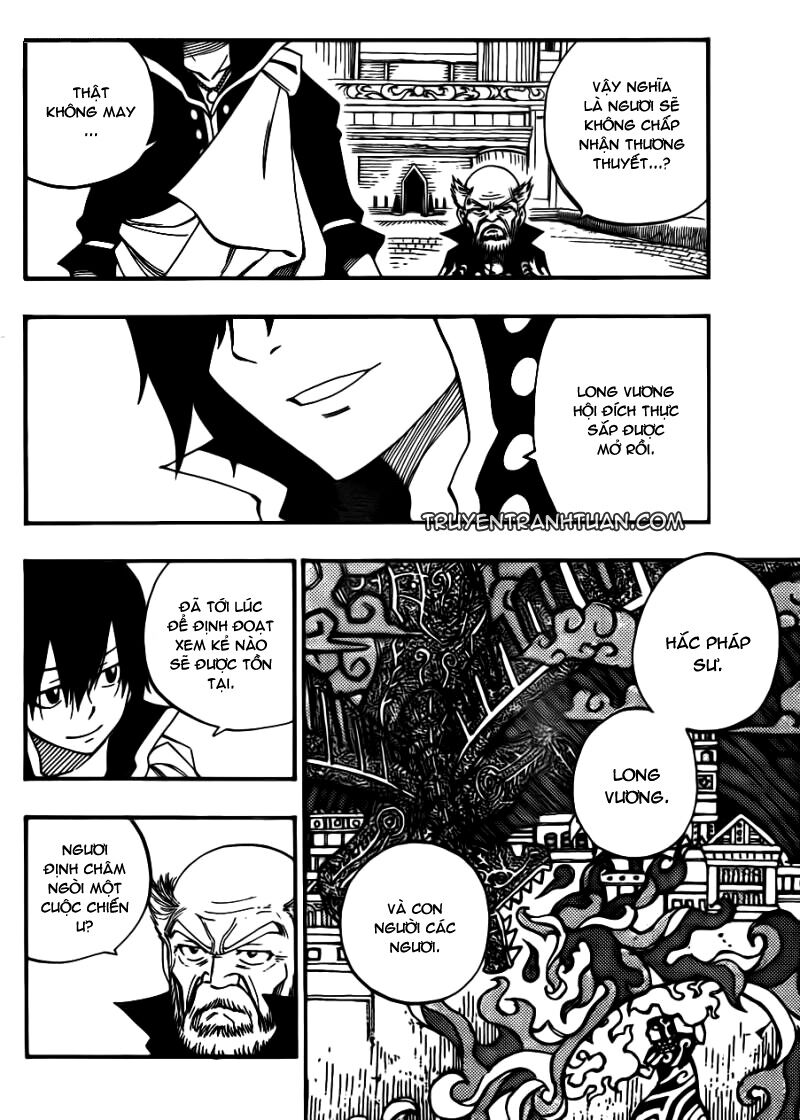 VẬY NGHĨA
LÀ NGƯƠI SẼ
KHÔNG CHẤP
NHẬN THƯƠNG
THUYẾT...?
THẬT
KHÔNG MAY
...
LONG VƯƠNG
HỘI ĐÍCH THỰC
SẮP ĐƯỢC
MỞ RỒI.
TRUYENTRANHTUAN.COM
HẮC PHÁP
SƯ.
LONG
VƯƠNG.
VÀ CON
NGƯỜI CÁC
NGƯƠI.
ĐÃ TỚI LÚC
ĐỂ ĐỊNH ĐOẠT
XEM KẺ NÀO
SẼ ĐƯỢC TỒN
TẠI.
NGƯƠI
ĐỊNH CHÂM
NGÒI MỘT
CUỘC CHIẾN
Ư?